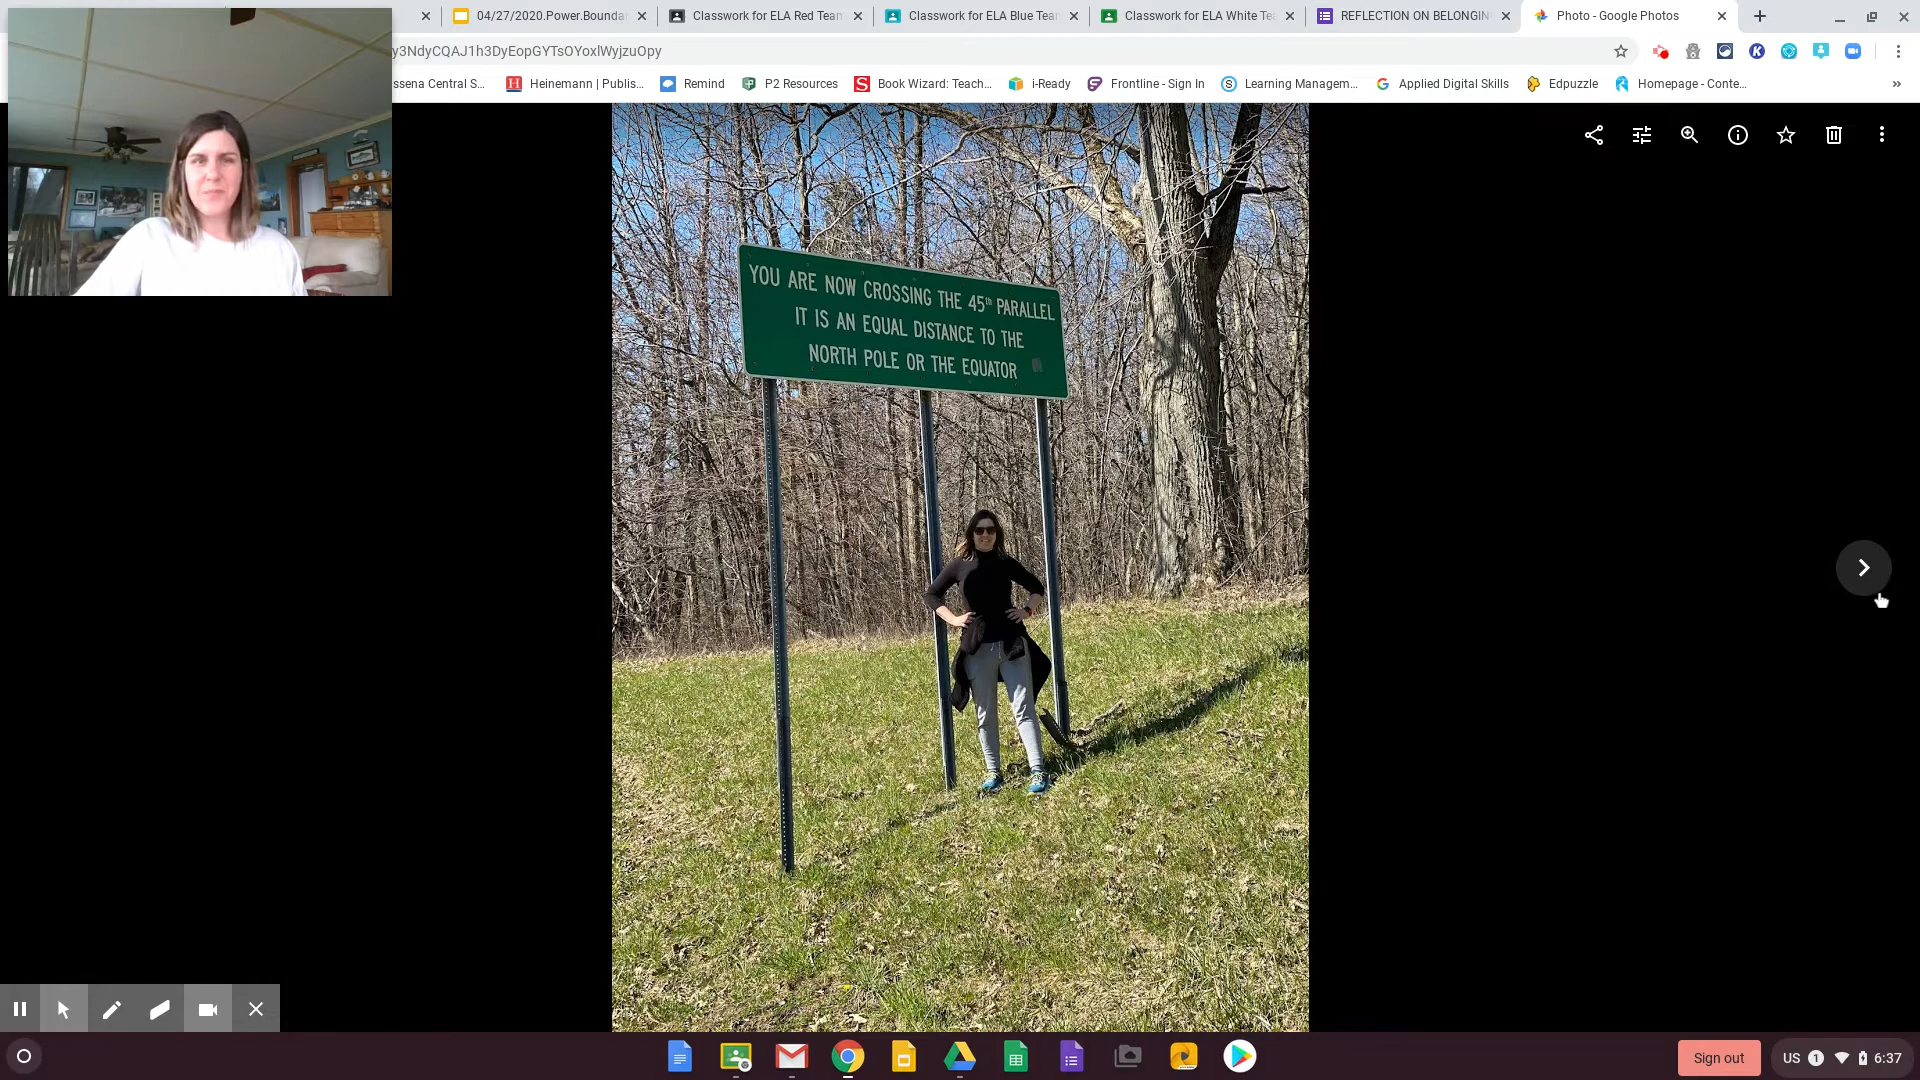 04/27/2020.Power.Bounda
Classwork for ELA Red Team
Classwork for ELA Blue Tean
Classwork for ELA White Te
REFLECTION ON BELONGIN
Photo - Google Photos
y3NdyCQAJ1h3DyEopGYTsOYoxlWyjzuOpy
ssena Central S...
Heinemann | Publis...
Remind
P2 Resources
Book Wizard: Teach...
i-Ready
Frontline - Sign In
Learning Managem...
Applied Digital Skills
Edpuzzle
Homepage - Conte...
YOU ARE NOW CROSSING THE 45th PARALLEL
IT IS AN EQUAL DISTANCE TO THE
NORTH POLE OR THE EQUATOR
Sign out
US
1
6:37